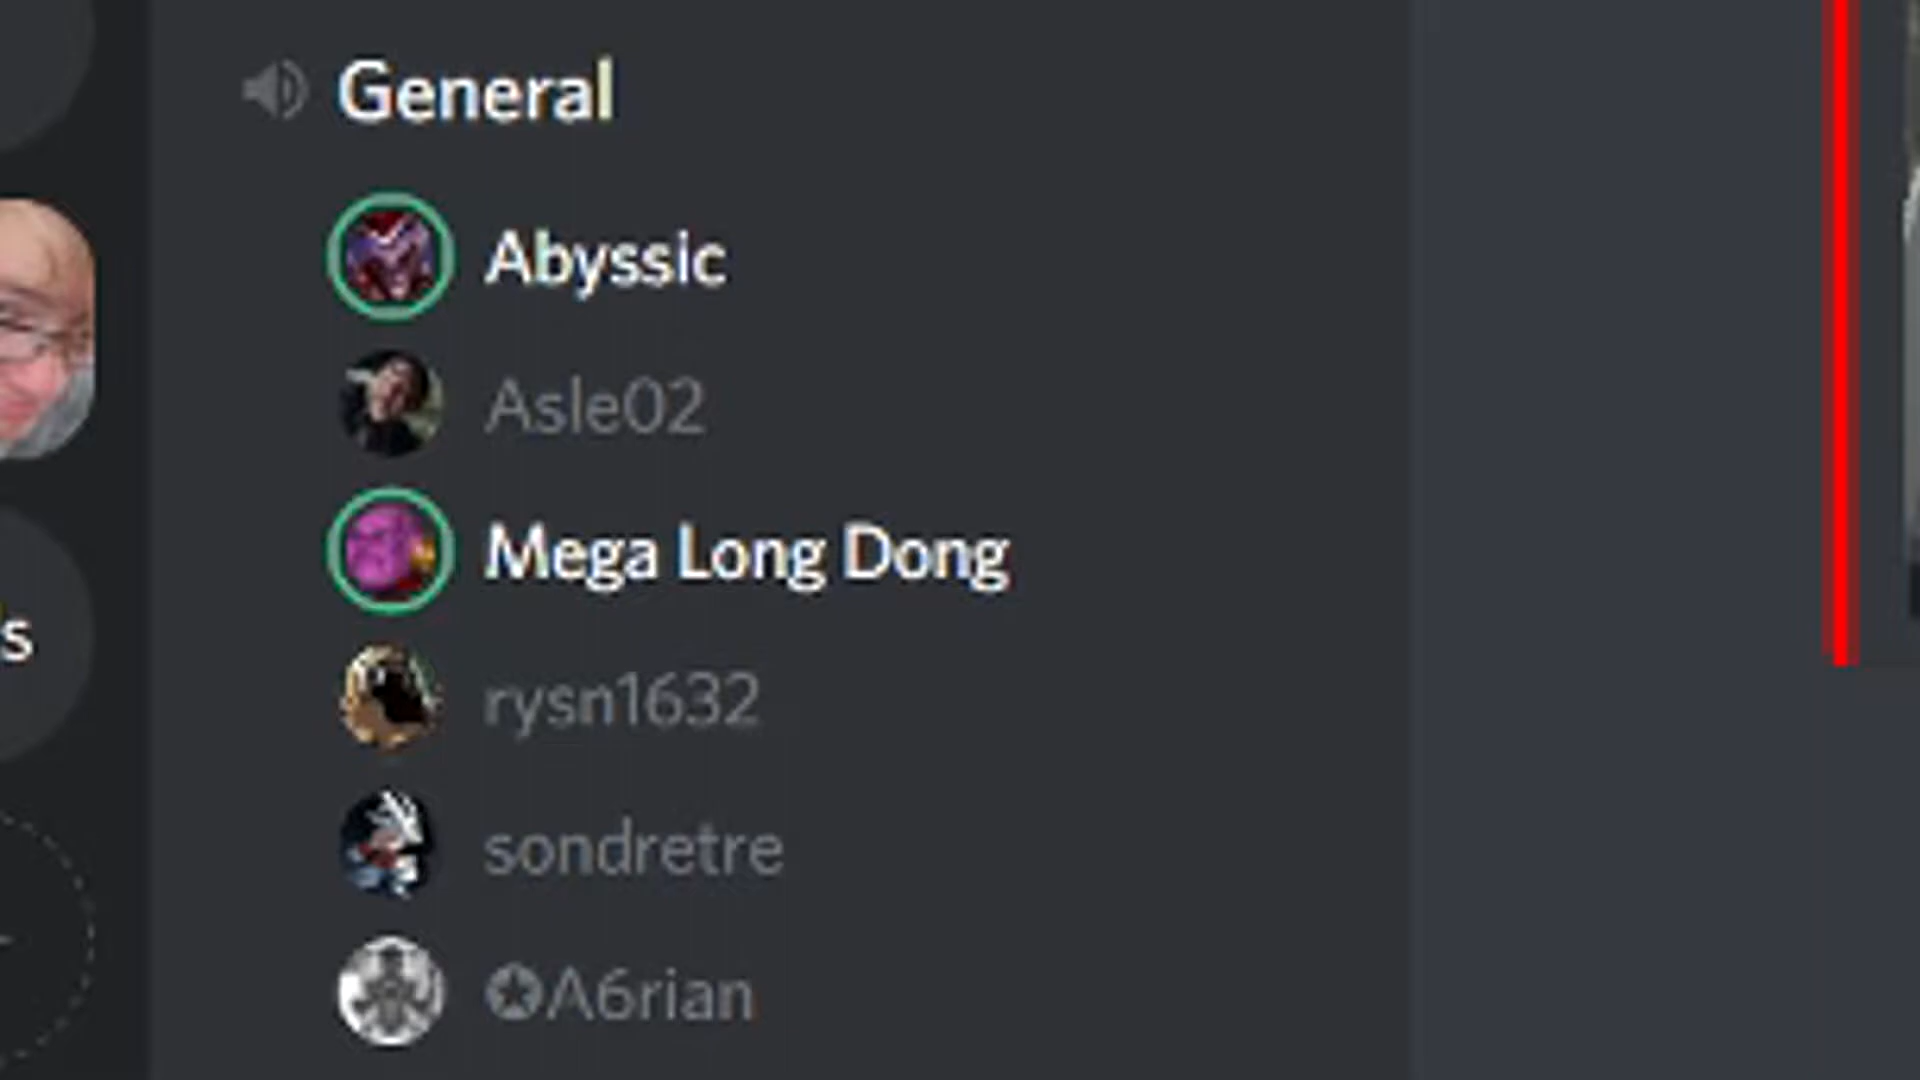 General
Abyssic
Asle02
Mega Long Dong
rysn1632
s
sondretre
✪A6rian